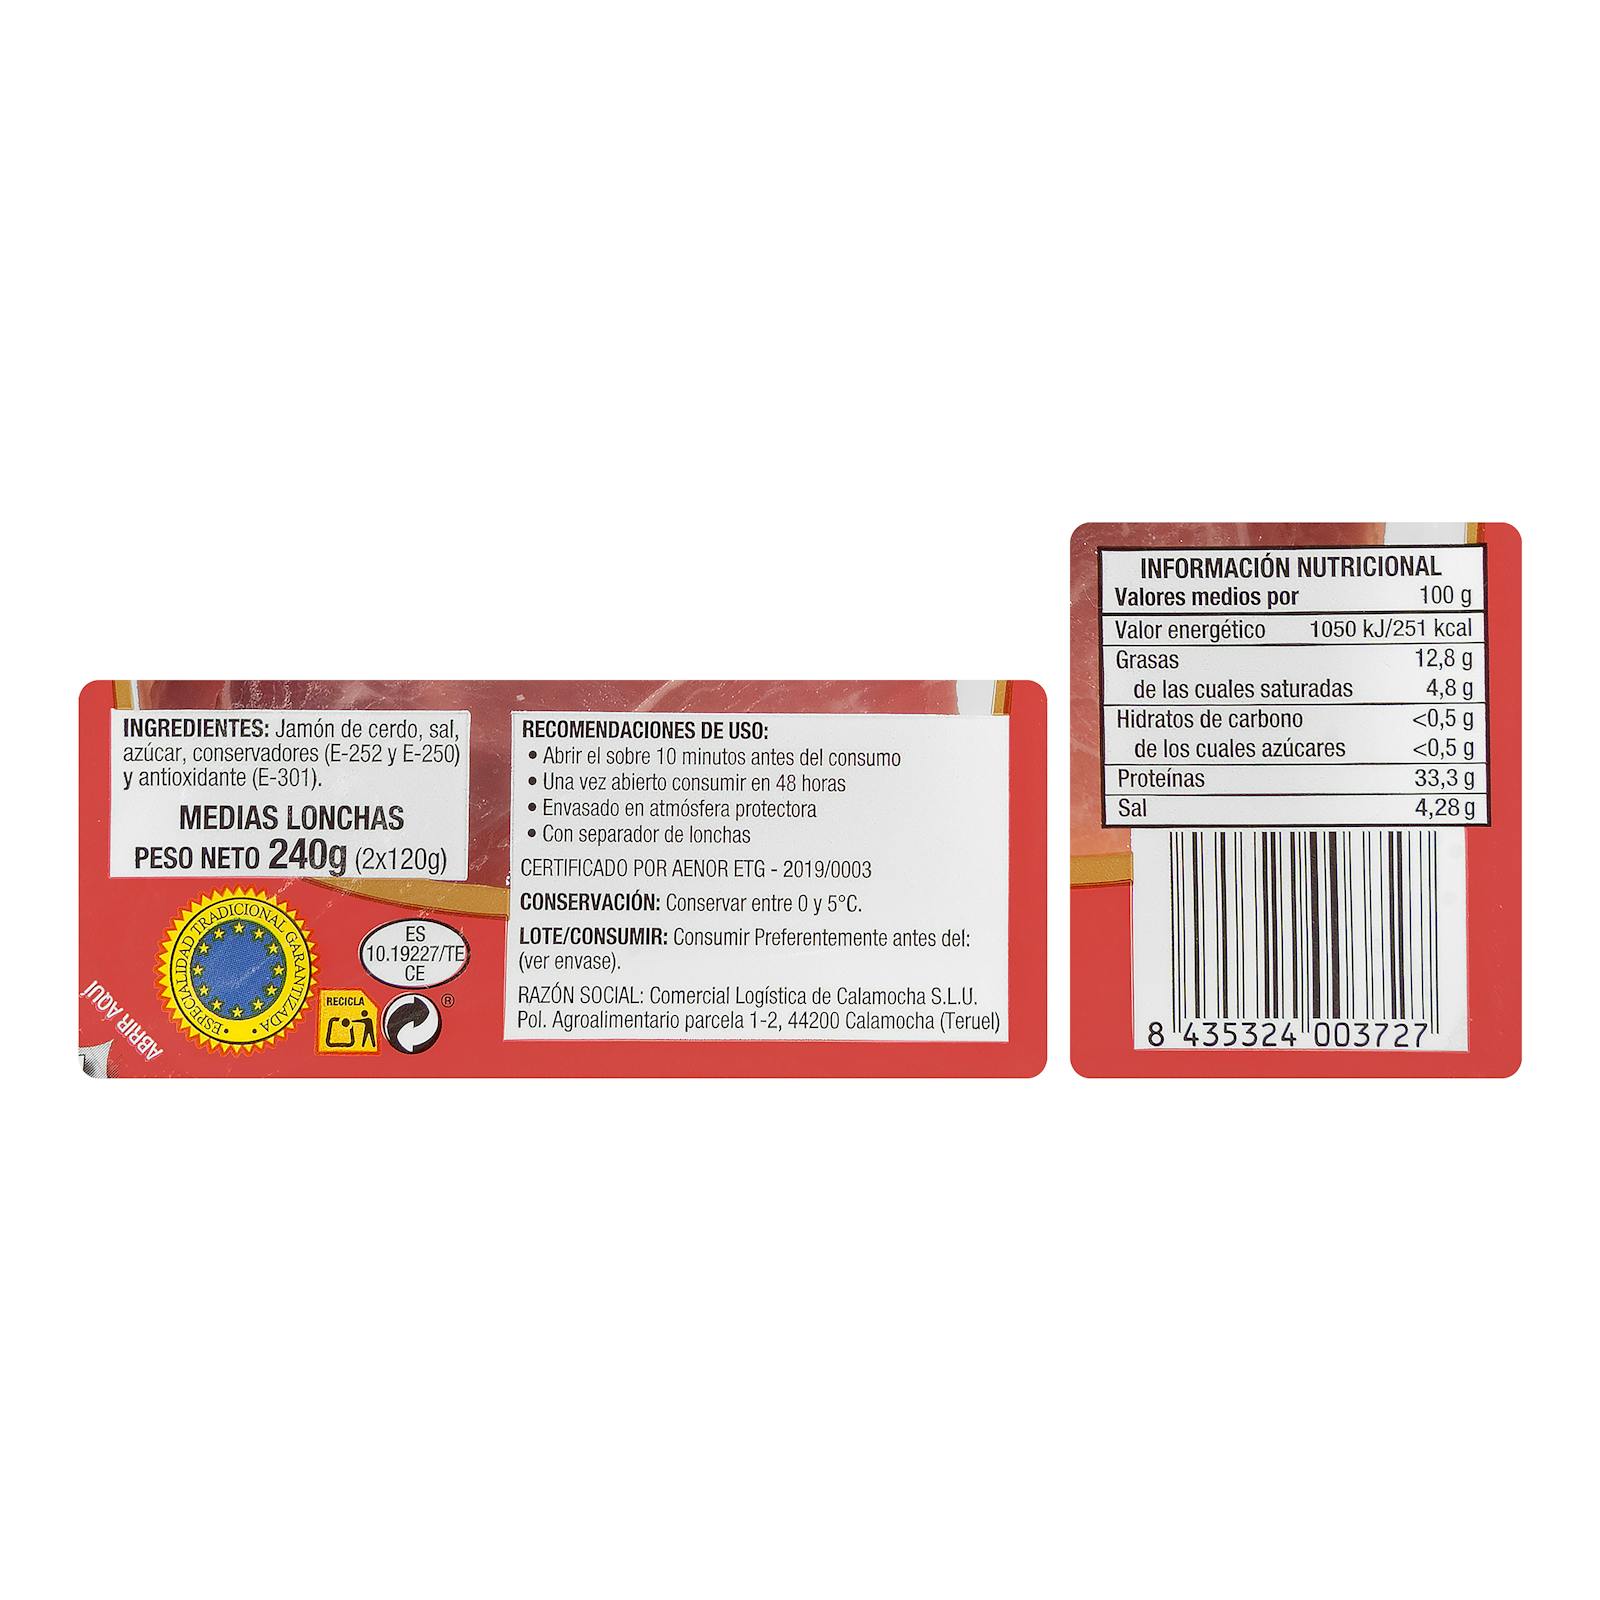 INGREDIENTES: Jamón de cerdo, sal,
azúcar, conservadores (E-252 y E-250)
y antioxidante (E-301).
MEDIAS LONCHAS
PESO NETO 240g (2x120g)
ESPECIALIDAD TRADICIONAL GARANTIZADA
ES
10.19227/TE
CE
RECICLA
®
ABRIR AQUÍ
RECOMENDACIONES DE USO:
• Abrir el sobre 10 minutos antes del consumo
• Una vez abierto consumir en 48 horas
• Envasado en atmósfera protectora
• Con separador de lonchas
CERTIFICADO POR AENOR ETG - 2019/0003
CONSERVACIÓN: Conservar entre 0 y 5°C.
LOTE/CONSUMIR: Consumir Preferentemente antes del:
(ver envase).
RAZÓN SOCIAL: Comercial Logística de Calamocha S.L.U.
Pol. Agroalimentario parcela 1-2, 44200 Calamocha (Teruel)
INFORMACIÓN NUTRICIONAL
Valores medios por 100 g
Valor energético 1050 kJ/251 kcal
Grasas 12,8 g
de las cuales saturadas 4,8 g
Hidratos de carbono <0,5 g
de los cuales azúcares <0,5 g
Proteínas 33,3 g
Sal 4,28 g
8 435324 003727